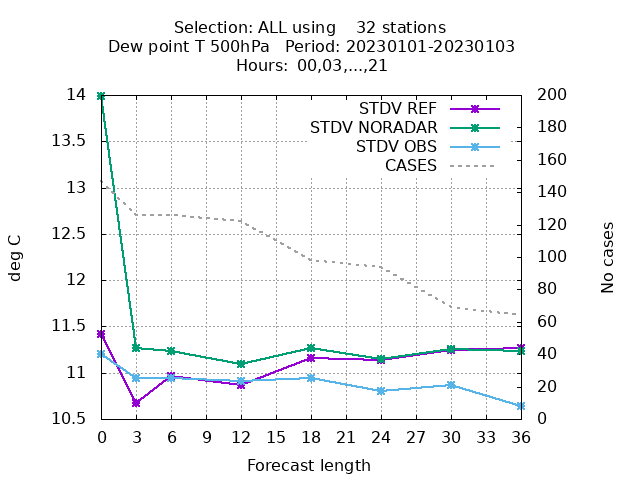 Selection: ALL using    32 stations
Dew point T 500hPa   Period: 20230101-20230103
Hours: 00,03,...,21
STDV REF
STDV NORADAR
STDV OBS
CASES
deg C
14
13.5
13
12.5
12
11.5
11
10.5
200
180
160
140
120
100
80
60
40
20
0
No cases
0 3 6 9 12 15 18 21 24 27 30 33 36
Forecast length